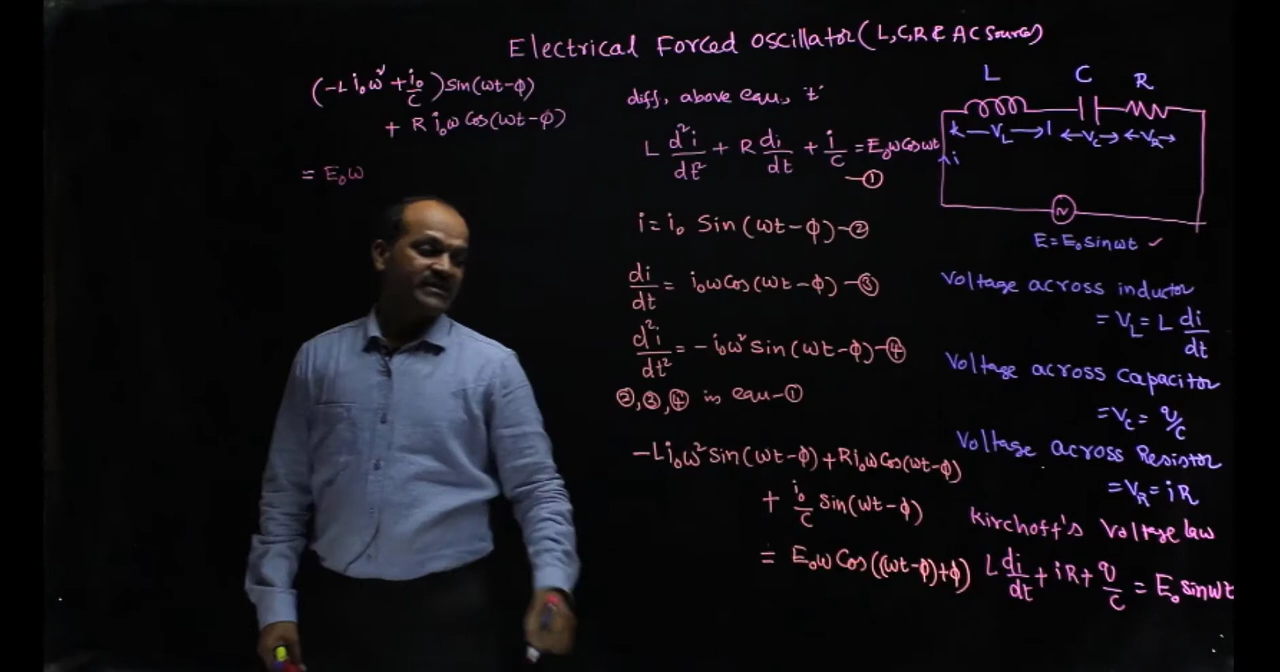 Electrical Forced Oscillator (L,C,R & AC Source)
(-L i₀ω² + i₀/C) Sin(ωt-φ)
+ R i₀ω Cos(ωt-φ)
= E₀ω
diff, above equ, 't'
L d²i/dt² + R di/dt + i/C = E₀ω Cos ωt
-①
i = i₀ Sin (ωt-φ) -②
di/dt = i₀ω Cos (ωt-φ) -③
d²i/dt² = -i₀ω² Sin (ωt-φ) -④
②,③,④ in equ-①
-L i₀ω² Sin (ωt-φ) + R i₀ω Cos (ωt-φ)
+ i₀/C Sin (ωt-φ)
= E₀ω Cos ((ωt-φ)+φ)
L C R
V_L V_C V_R
i
~
E = E₀ sin ωt ✓
Voltage across inductor
= V_L = L di/dt
Voltage across Capacitor
= V_C = q/C
Voltage across Resistor
= V_R = iR
Kirchoff's Voltage law
L di/dt + iR + q/C = E₀ sin ωt